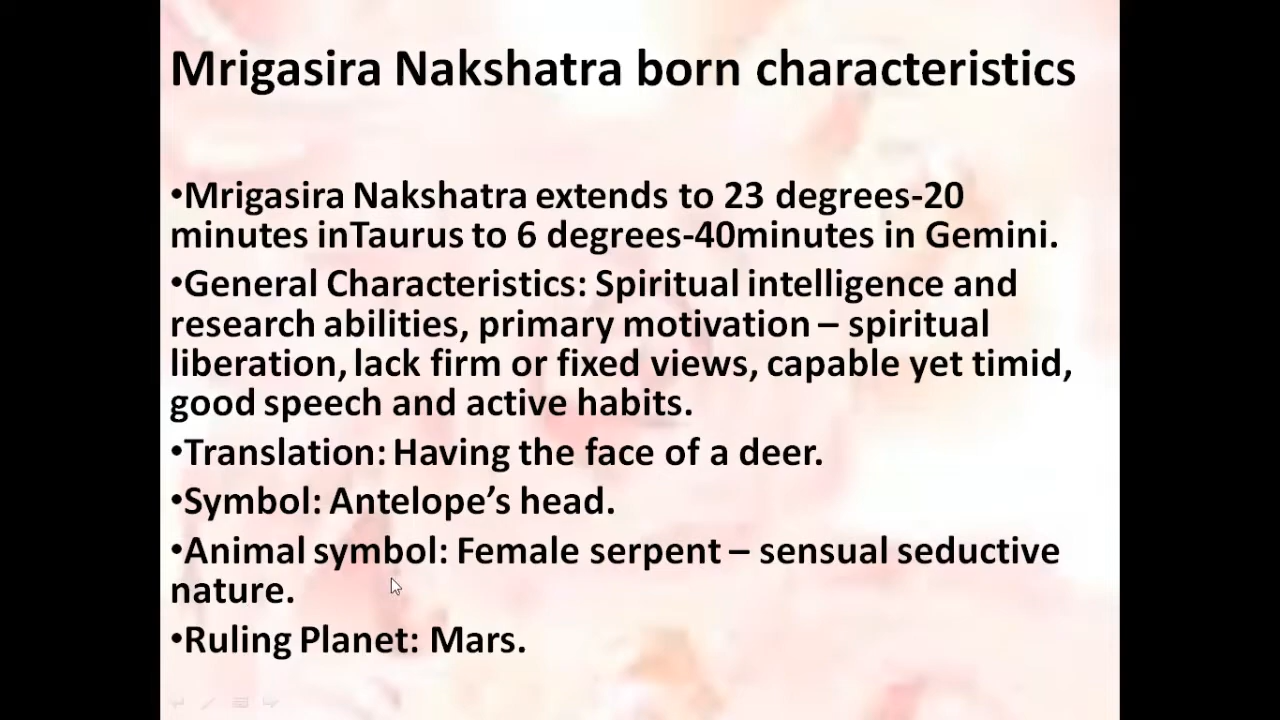 Mrigasira Nakshatra born characteristics
•Mrigasira Nakshatra extends to 23 degrees-20
minutes inTaurus to 6 degrees-40minutes in Gemini.
•General Characteristics: Spiritual intelligence and
research abilities, primary motivation – spiritual
liberation, lack firm or fixed views, capable yet timid,
good speech and active habits.
•Translation: Having the face of a deer.
•Symbol: Antelope’s head.
•Animal symbol: Female serpent – sensual seductive
nature.
•Ruling Planet: Mars.